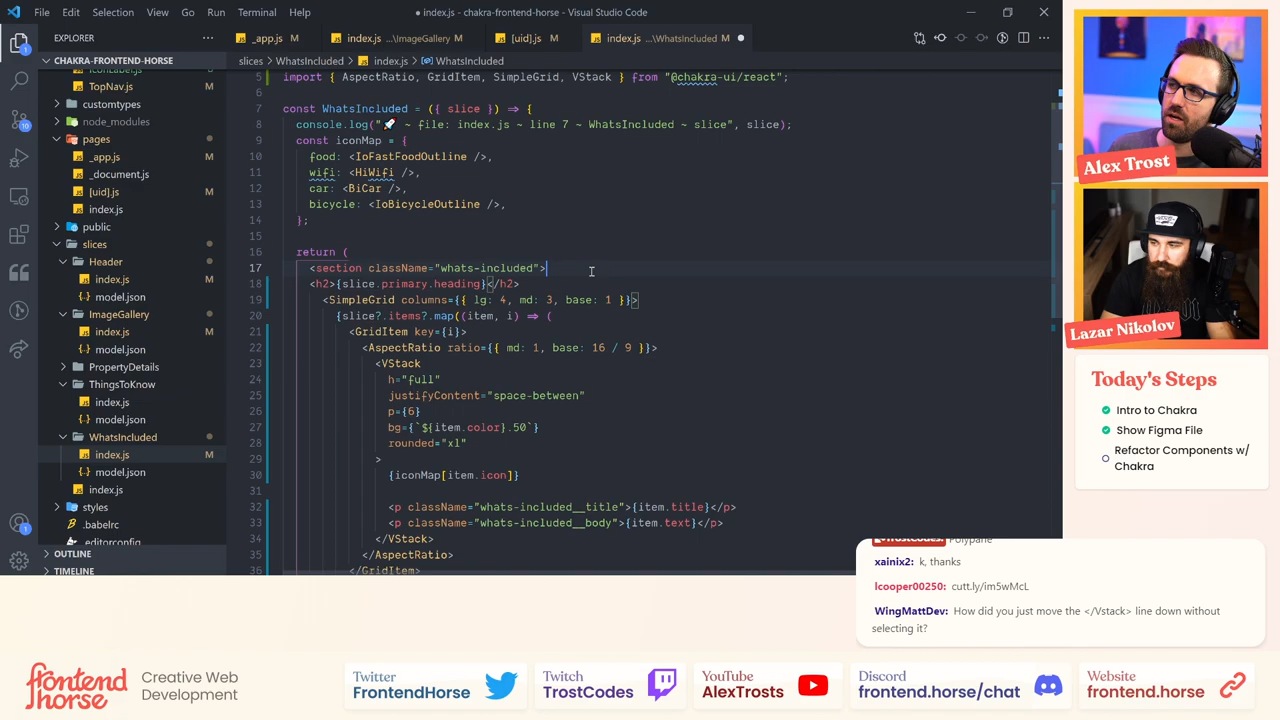 File Edit Selection View Go Run Terminal Help
● index.js - chakra-frontend-horse - Visual Studio Code
EXPLORER
_app.js M
index.js ...\ImageGallery M
[uid].js M
index.js ...\WhatsIncluded M
CHAKRA-FRONTEND-HORSE
TopNav.js M
customtypes
node_modules
pages
_app.js M
_document.js
[uid].js M
index.js
public
slices
Header
index.js M
model.json
ImageGallery
index.js M
model.json
PropertyDetails
ThingsToKnow
index.js M
model.json
WhatsIncluded
index.js M
model.json
index.js
styles
.babelrc
.editorconfig
OUTLINE
TIMELINE
slices > WhatsIncluded > index.js > WhatsIncluded
5 import { AspectRatio, GridItem, SimpleGrid, VStack } from "@chakra-ui/react";
6
7 const WhatsIncluded = ({ slice }) => {
8 console.log("🚀 ~ file: index.js ~ line 7 ~ WhatsIncluded ~ slice", slice);
9 const iconMap = {
10 food: <IoFastFoodOutline />,
11 wifi: <HiWifi />,
12 car: <BiCar />,
13 bicycle: <IoBicycleOutline />,
14 };
15
16 return (
17 <section className="whats-included">
18 <h2>{slice.primary.heading}</h2>
19 <SimpleGrid columns={{ lg: 4, md: 3, base: 1 }}>
20 {slice?.items?.map((item, i) => (
21 <GridItem key={i}>
22 <AspectRatio ratio={{ md: 1, base: 16 / 9 }}>
23 <VStack
24 h="full"
25 justifyContent="space-between"
26 p={6}
27 bg={`${item.color}.50`}
28 rounded="xl"
29 >
30 {iconMap[item.icon]}
31
32 <p className="whats-included__title">{item.title}</p>
33 <p className="whats-included__body">{item.text}</p>
34 </VStack>
35 </AspectRatio>
36 </GridItem>
Alex Trost
Lazar Nikolov
Today's Steps
Intro to Chakra
Show Figma File
Refactor Components w/
Chakra
Polypane
xainix2: k, thanks
lcooper00250: cutt.ly/im5wMcL
WingMattDev: How did you just move the </Vstack> line down without
selecting it?
frontend
horse
Creative Web
Development
Twitter
FrontendHorse
Twitch
TrostCodes
YouTube
AlexTrosts
Discord
frontend.horse/chat
Website
frontend.horse